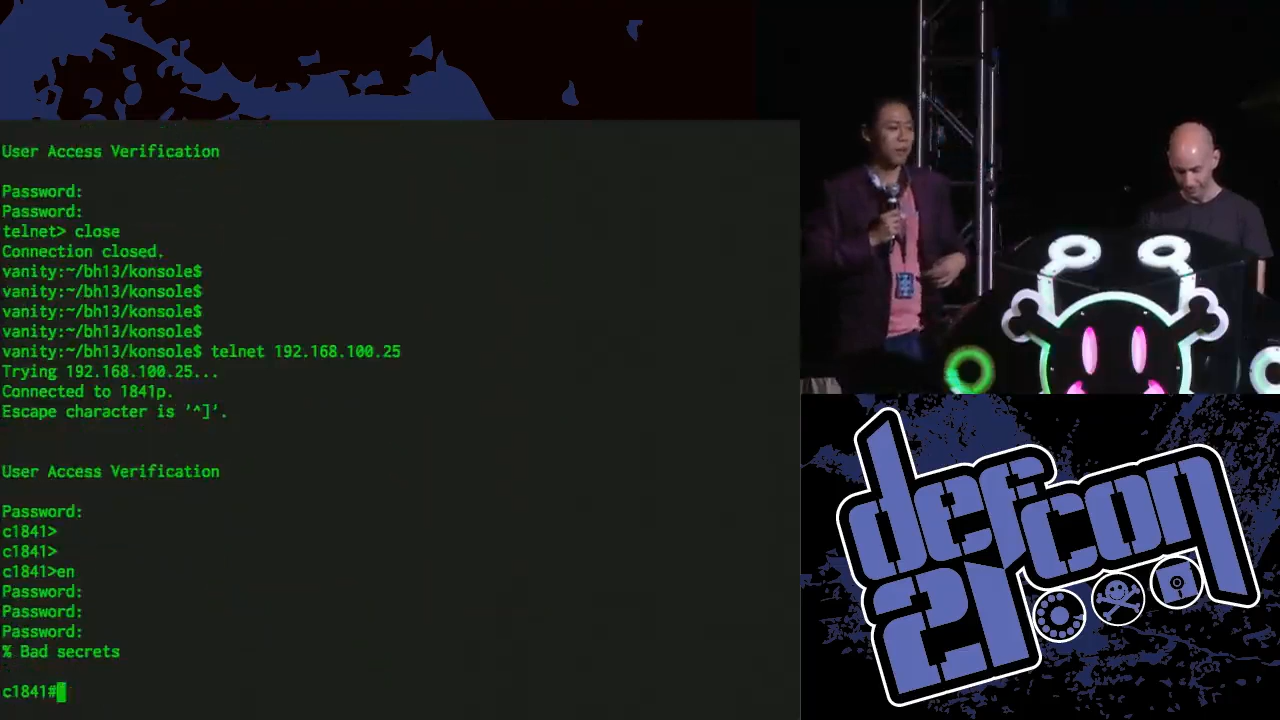 User Access Verification
Password:
Password:
telnet> close
Connection closed.
vanity:~/bh13/konsole$
vanity:~/bh13/konsole$
vanity:~/bh13/konsole$
vanity:~/bh13/konsole$
vanity:~/bh13/konsole$ telnet 192.168.100.25
Trying 192.168.100.25...
Connected to 1841p.
Escape character is '^]'.
User Access Verification
Password:
c1841>
c1841>
c1841>en
Password:
Password:
Password:
% Bad secrets
c1841#
defcon
21